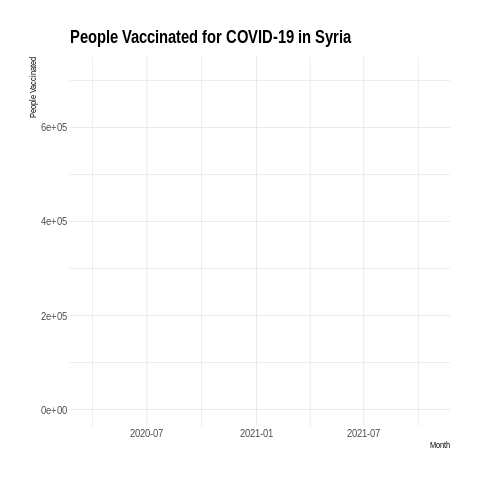 People Vaccinated for COVID-19 in Syria
People Vaccinated
6e+05
4e+05
2e+05
0e+00
2020-07
2021-01
2021-07
Month